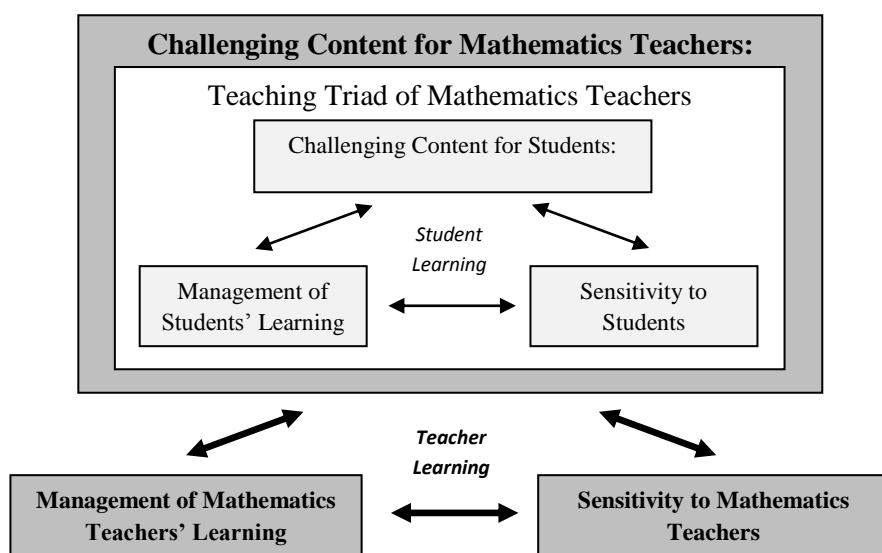 Challenging Content for Mathematics Teachers:
Teaching Triad of Mathematics Teachers
Challenging Content for Students:
Student
Learning
Management of
Students’ Learning
Sensitivity to
Students
Teacher
Learning
Management of Mathematics
Teachers’ Learning
Sensitivity to Mathematics
Teachers